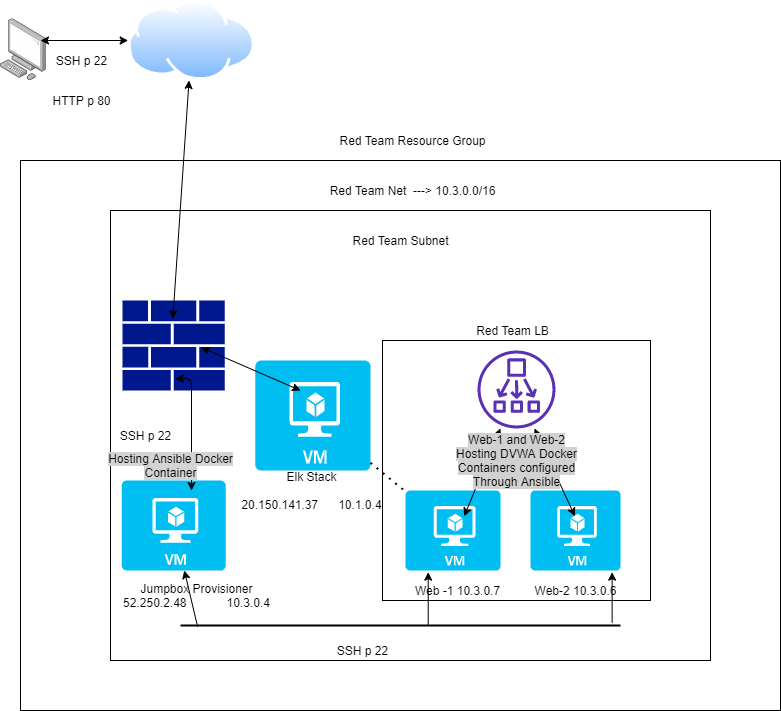 SSH p 22
HTTP p 80
Red Team Resource Group
Red Team Net ---> 10.3.0.0/16
Red Team Subnet
Red Team LB
SSH p 22
Hosting Ansible Docker
Container
VM
Elk Stack
20.150.141.37 10.1.0.4
Web-1 and Web-2
Hosting DVWA Docker
Containers configured
Through Ansible
VM
Jumpbox Provisioner
52.250.2.48 10.3.0.4
VM
Web -1 10.3.0.7
VM
Web-2 10.3.0.6
SSH p 22